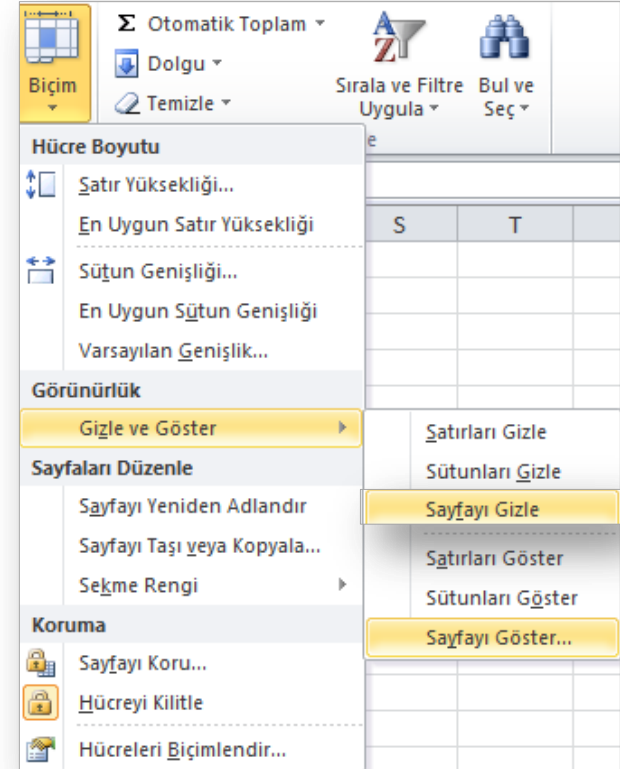 Σ Otomatik Toplam
Dolgu
Temizle
Biçim
Sırala ve Filtre Uygula
Bul ve Seç
e
Hücre Boyutu
Satır Yüksekliği...
En Uygun Satır Yüksekliği
Sütun Genişliği...
En Uygun Sütun Genişliği
Varsayılan Genişlik...
Görünürlük
Gizle ve Göster
Sayfaları Düzenle
Sayfayı Yeniden Adlandır
Sayfayı Taşı veya Kopyala...
Sekme Rengi
Koruma
Sayfayı Koru...
Hücreyi Kilitle
Hücreleri Biçimlendir...
S T
Satırları Gizle
Sütunları Gizle
Sayfayı Gizle
Satırları Göster
Sütunları Göster
Sayfayı Göster...